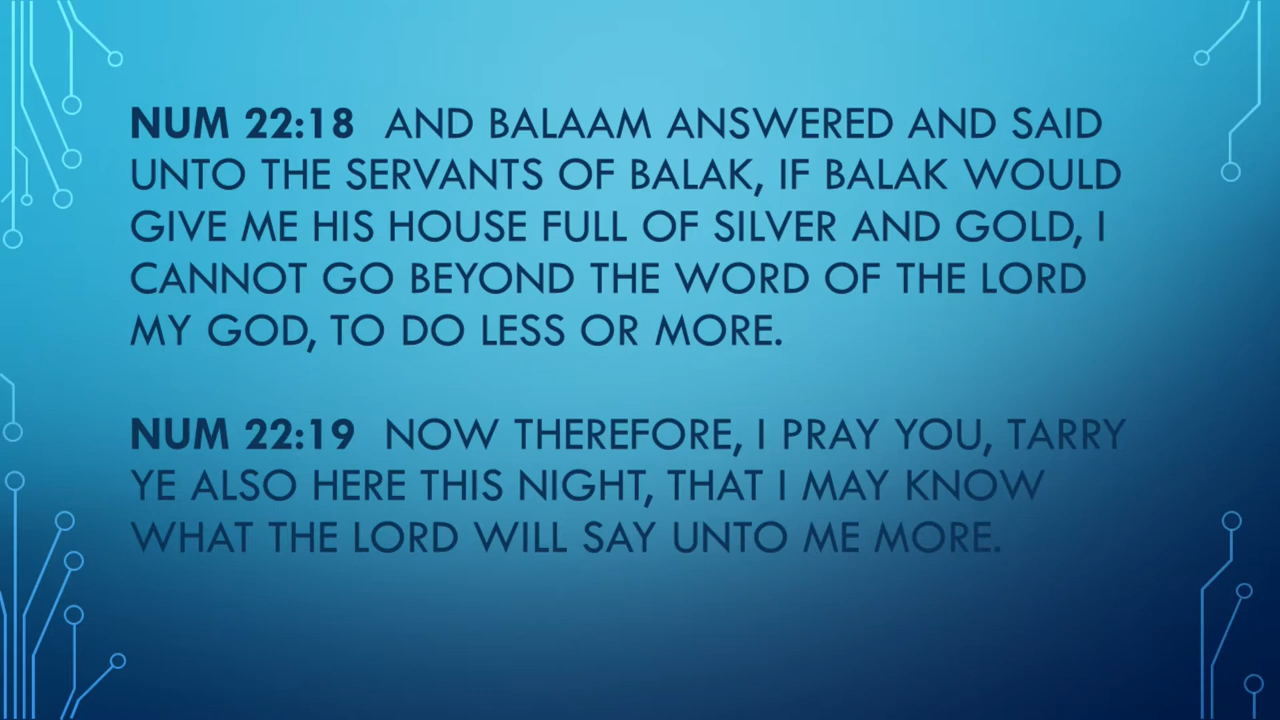 NUM 22:18 AND BALAAM ANSWERED AND SAID
UNTO THE SERVANTS OF BALAK, IF BALAK WOULD
GIVE ME HIS HOUSE FULL OF SILVER AND GOLD, I
CANNOT GO BEYOND THE WORD OF THE LORD
MY GOD, TO DO LESS OR MORE.
NUM 22:19 NOW THEREFORE, I PRAY YOU, TARRY
YE ALSO HERE THIS NIGHT, THAT I MAY KNOW
WHAT THE LORD WILL SAY UNTO ME MORE.